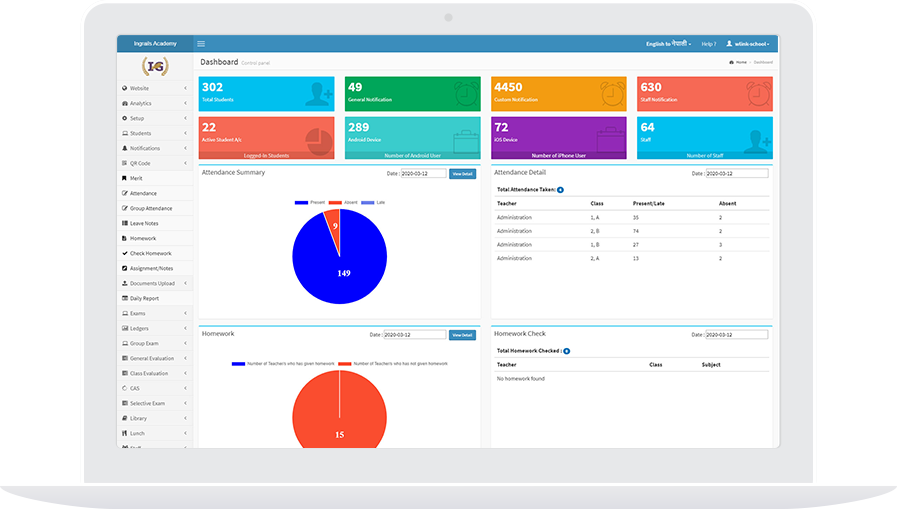 Ingrails Academy
English to नेपाली
Help ?
wlink-school
IG
Dashboard Control panel
Home > Dashboard
Website
Analytics
Setup
Students
Notifications
QR Code
Merit
Attendance
Group Attendance
Leave Notes
Homework
Check Homework
Assignment/Notes
Documents Upload
Daily Report
Exams
Ledgers
Group Exam
General Evaluation
Class Evaluation
CAS
Selective Exam
Library
Lunch
302
Total Students
49
General Notification
4450
Custom Notification
630
Staff Notification
22
Active Student A/c
Logged-In Students
289
Android Device
Number of Android User
72
iOS Device
Number of iPhone User
64
Staff
Number of Staff
Attendance Summary
Date : 2020-03-12
View Detail
Present Absent Late
9
149
Attendance Detail
Date : 2020-03-12
Total Attendance Taken: 4
Teacher Class Present/Late Absent
Administration 1, A 35 2
Administration 2, B 74 2
Administration 1, B 27 3
Administration 2, A 13 2
Homework
Date : 2020-03-12
View Detail
Number of Teacher/s who has given homework Number of Teacher/s who has not given homework
15
Homework Check
Date : 2020-03-12
Total Homework Checked : 0
Teacher Class Subject
No homework found